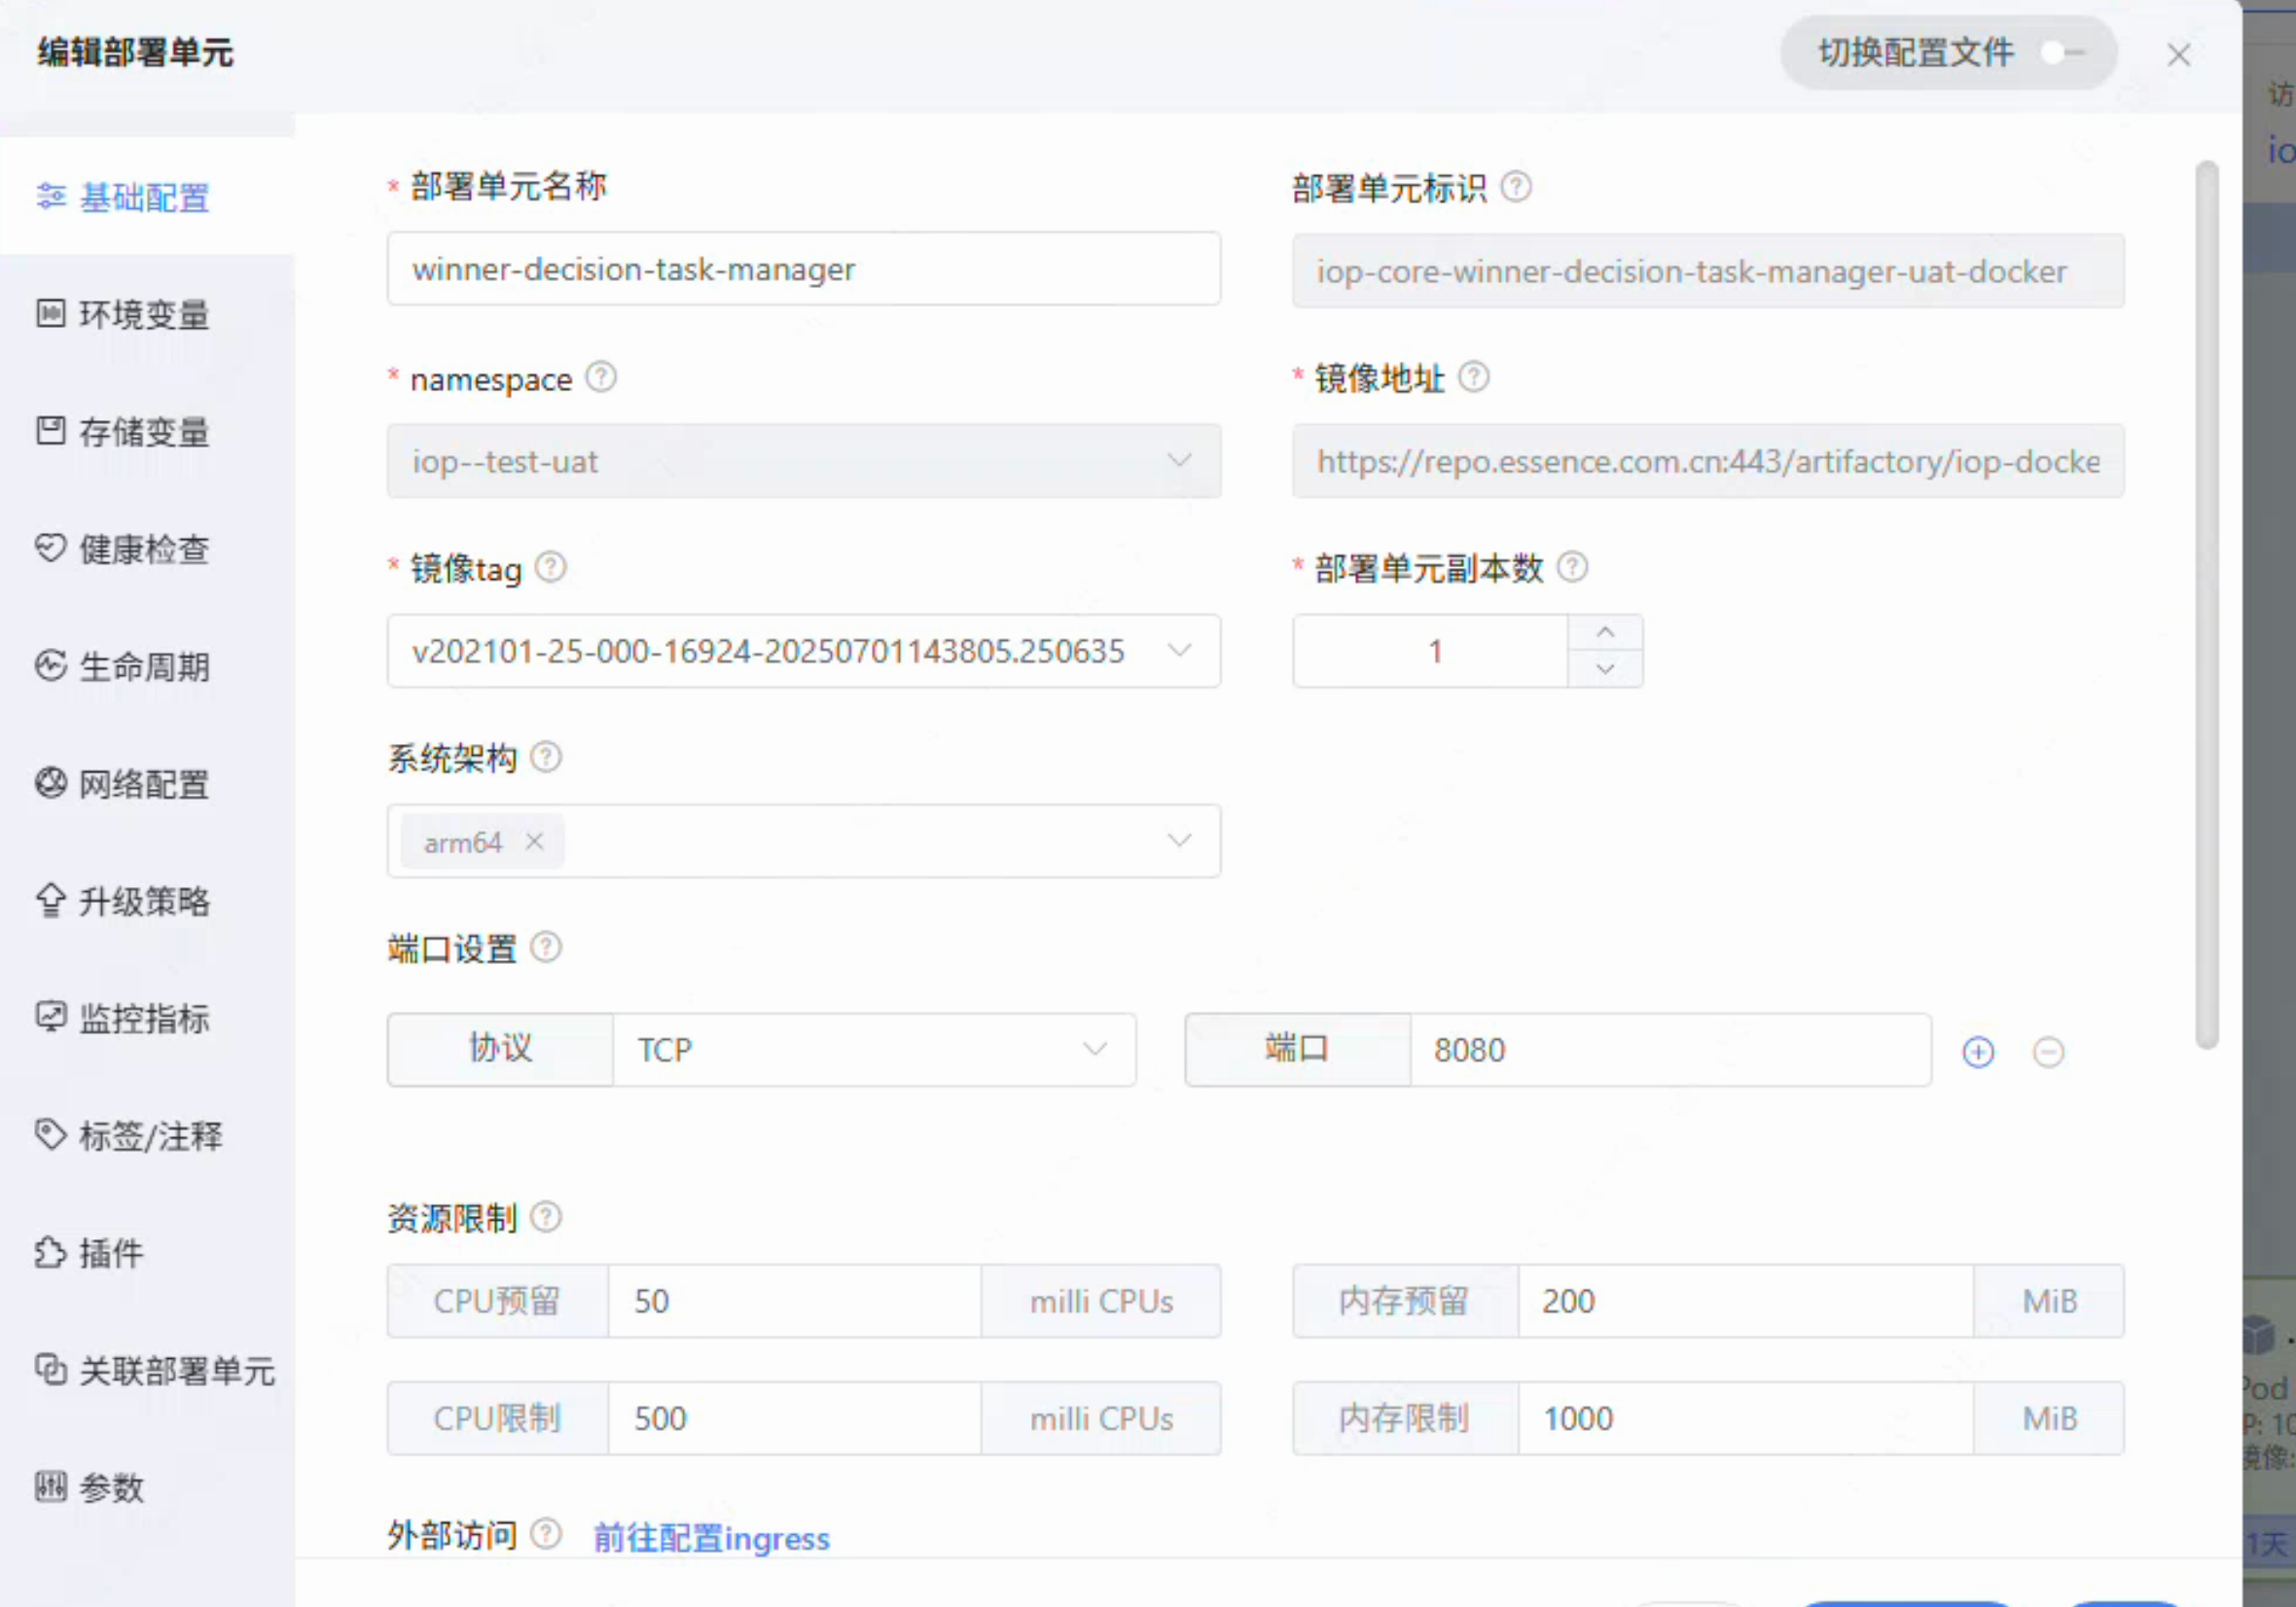 编辑部署单元
切换配置文件
基础配置
环境变量
存储变量
健康检查
生命周期
网络配置
升级策略
监控指标
标签/注释
插件
关联部署单元
参数
* 部署单元名称
winner-decision-task-manager
部署单元标识
iop-core-winner-decision-task-manager-uat-docker
* namespace
iop--test-uat
* 镜像地址
https://repo.essence.com.cn:443/artifactory/iop-docke
* 镜像tag
v202101-25-000-16924-20250701143805.250635
* 部署单元副本数
1
系统架构
arm64
端口设置
协议 TCP 端口 8080
资源限制
CPU预留 50 milli CPUs 内存预留 200 MiB
CPU限制 500 milli CPUs 内存限制 1000 MiB
外部访问 前往配置ingress
访
io
Pod
P: 10
镜像:
1天